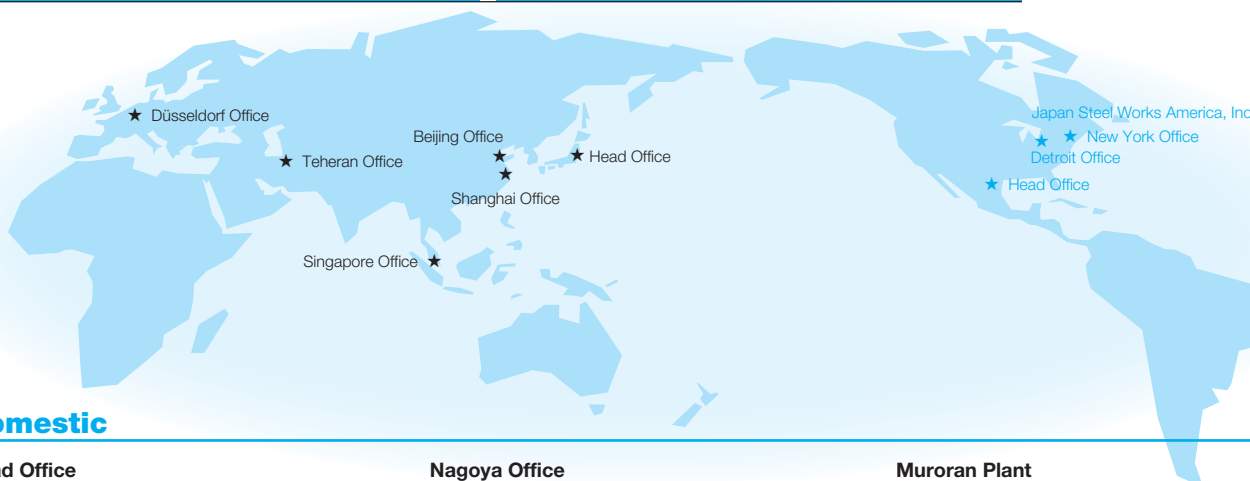 Japan Steel Works America, Inc
Düsseldorf Office
Beijing Office
New York Office
Teheran Office
Head Office
Detroit Office
Shanghai Office
Head Office
Singapore Office
omestic
d Office
Nagoya Office
Muroran Plant